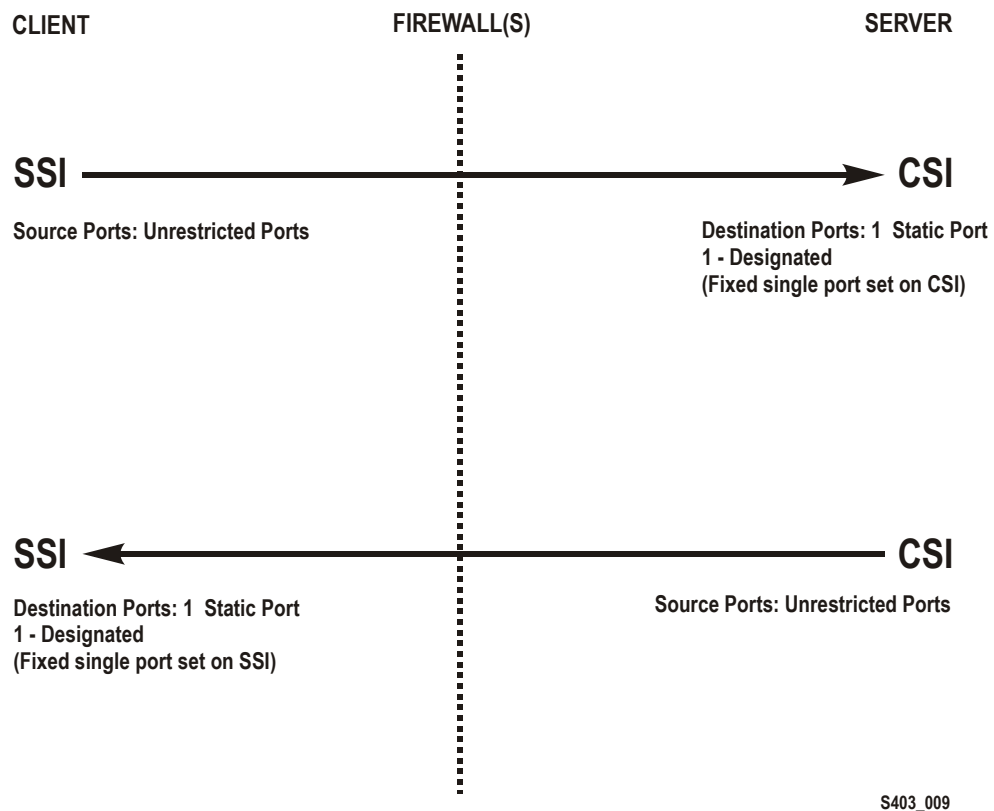 CLIENT
FIREWALL(S)
SERVER
SSI
CSI
Source Ports: Unrestricted Ports
Destination Ports: 1 Static Port
1 - Designated
(Fixed single port set on CSI)
SSI
CSI
Destination Ports: 1 Static Port
1 - Designated
(Fixed single port set on SSI)
Source Ports: Unrestricted Ports
S403_009